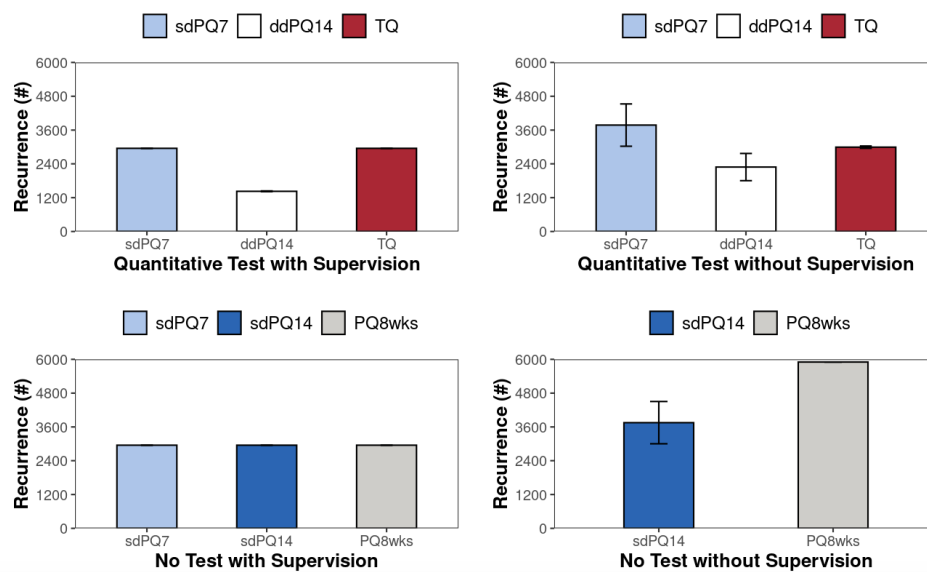 sdPQ7 ddPQ14 TQ
Recurrence (#)
6000
4800
3600
2400
1200
0
sdPQ7 ddPQ14 TQ
Quantitative Test with Supervision
sdPQ7 ddPQ14 TQ
Recurrence (#)
6000
4800
3600
2400
1200
0
sdPQ7 ddPQ14 TQ
Quantitative Test without Supervision
sdPQ7 sdPQ14 PQ8wks
Recurrence (#)
6000
4800
3600
2400
1200
0
sdPQ7 sdPQ14 PQ8wks
No Test with Supervision
sdPQ14 PQ8wks
Recurrence (#)
6000
4800
3600
2400
1200
0
sdPQ14 PQ8wks
No Test without Supervision